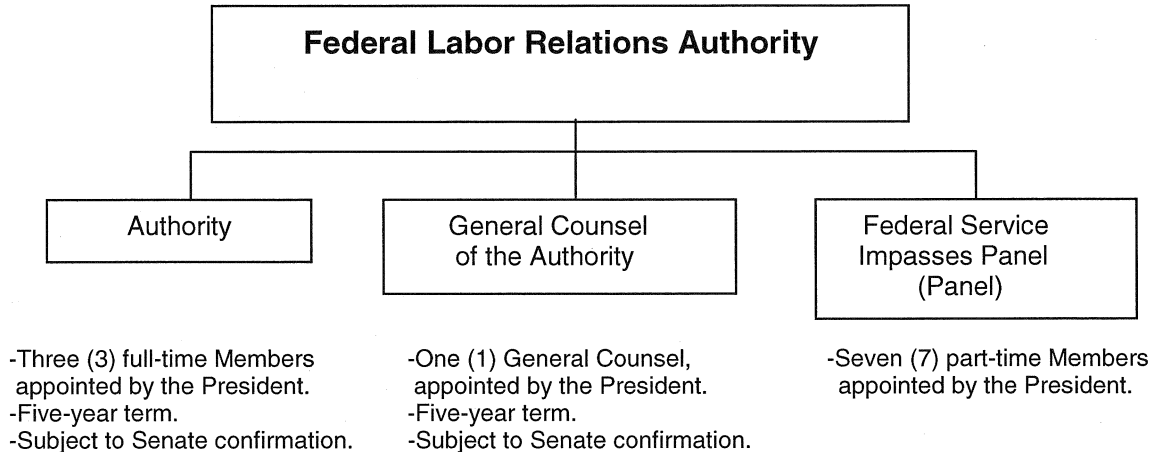 Federal Labor Relations Authority
Authority
General Counsel
of the Authority
Federal Service
Impasses Panel
(Panel)
-Three (3) full-time Members
appointed by the President.
-Five-year term.
-Subject to Senate confirmation.
-One (1) General Counsel,
appointed by the President.
-Five-year term.
-Subject to Senate confirmation.
-Seven (7) part-time Members
appointed by the President.